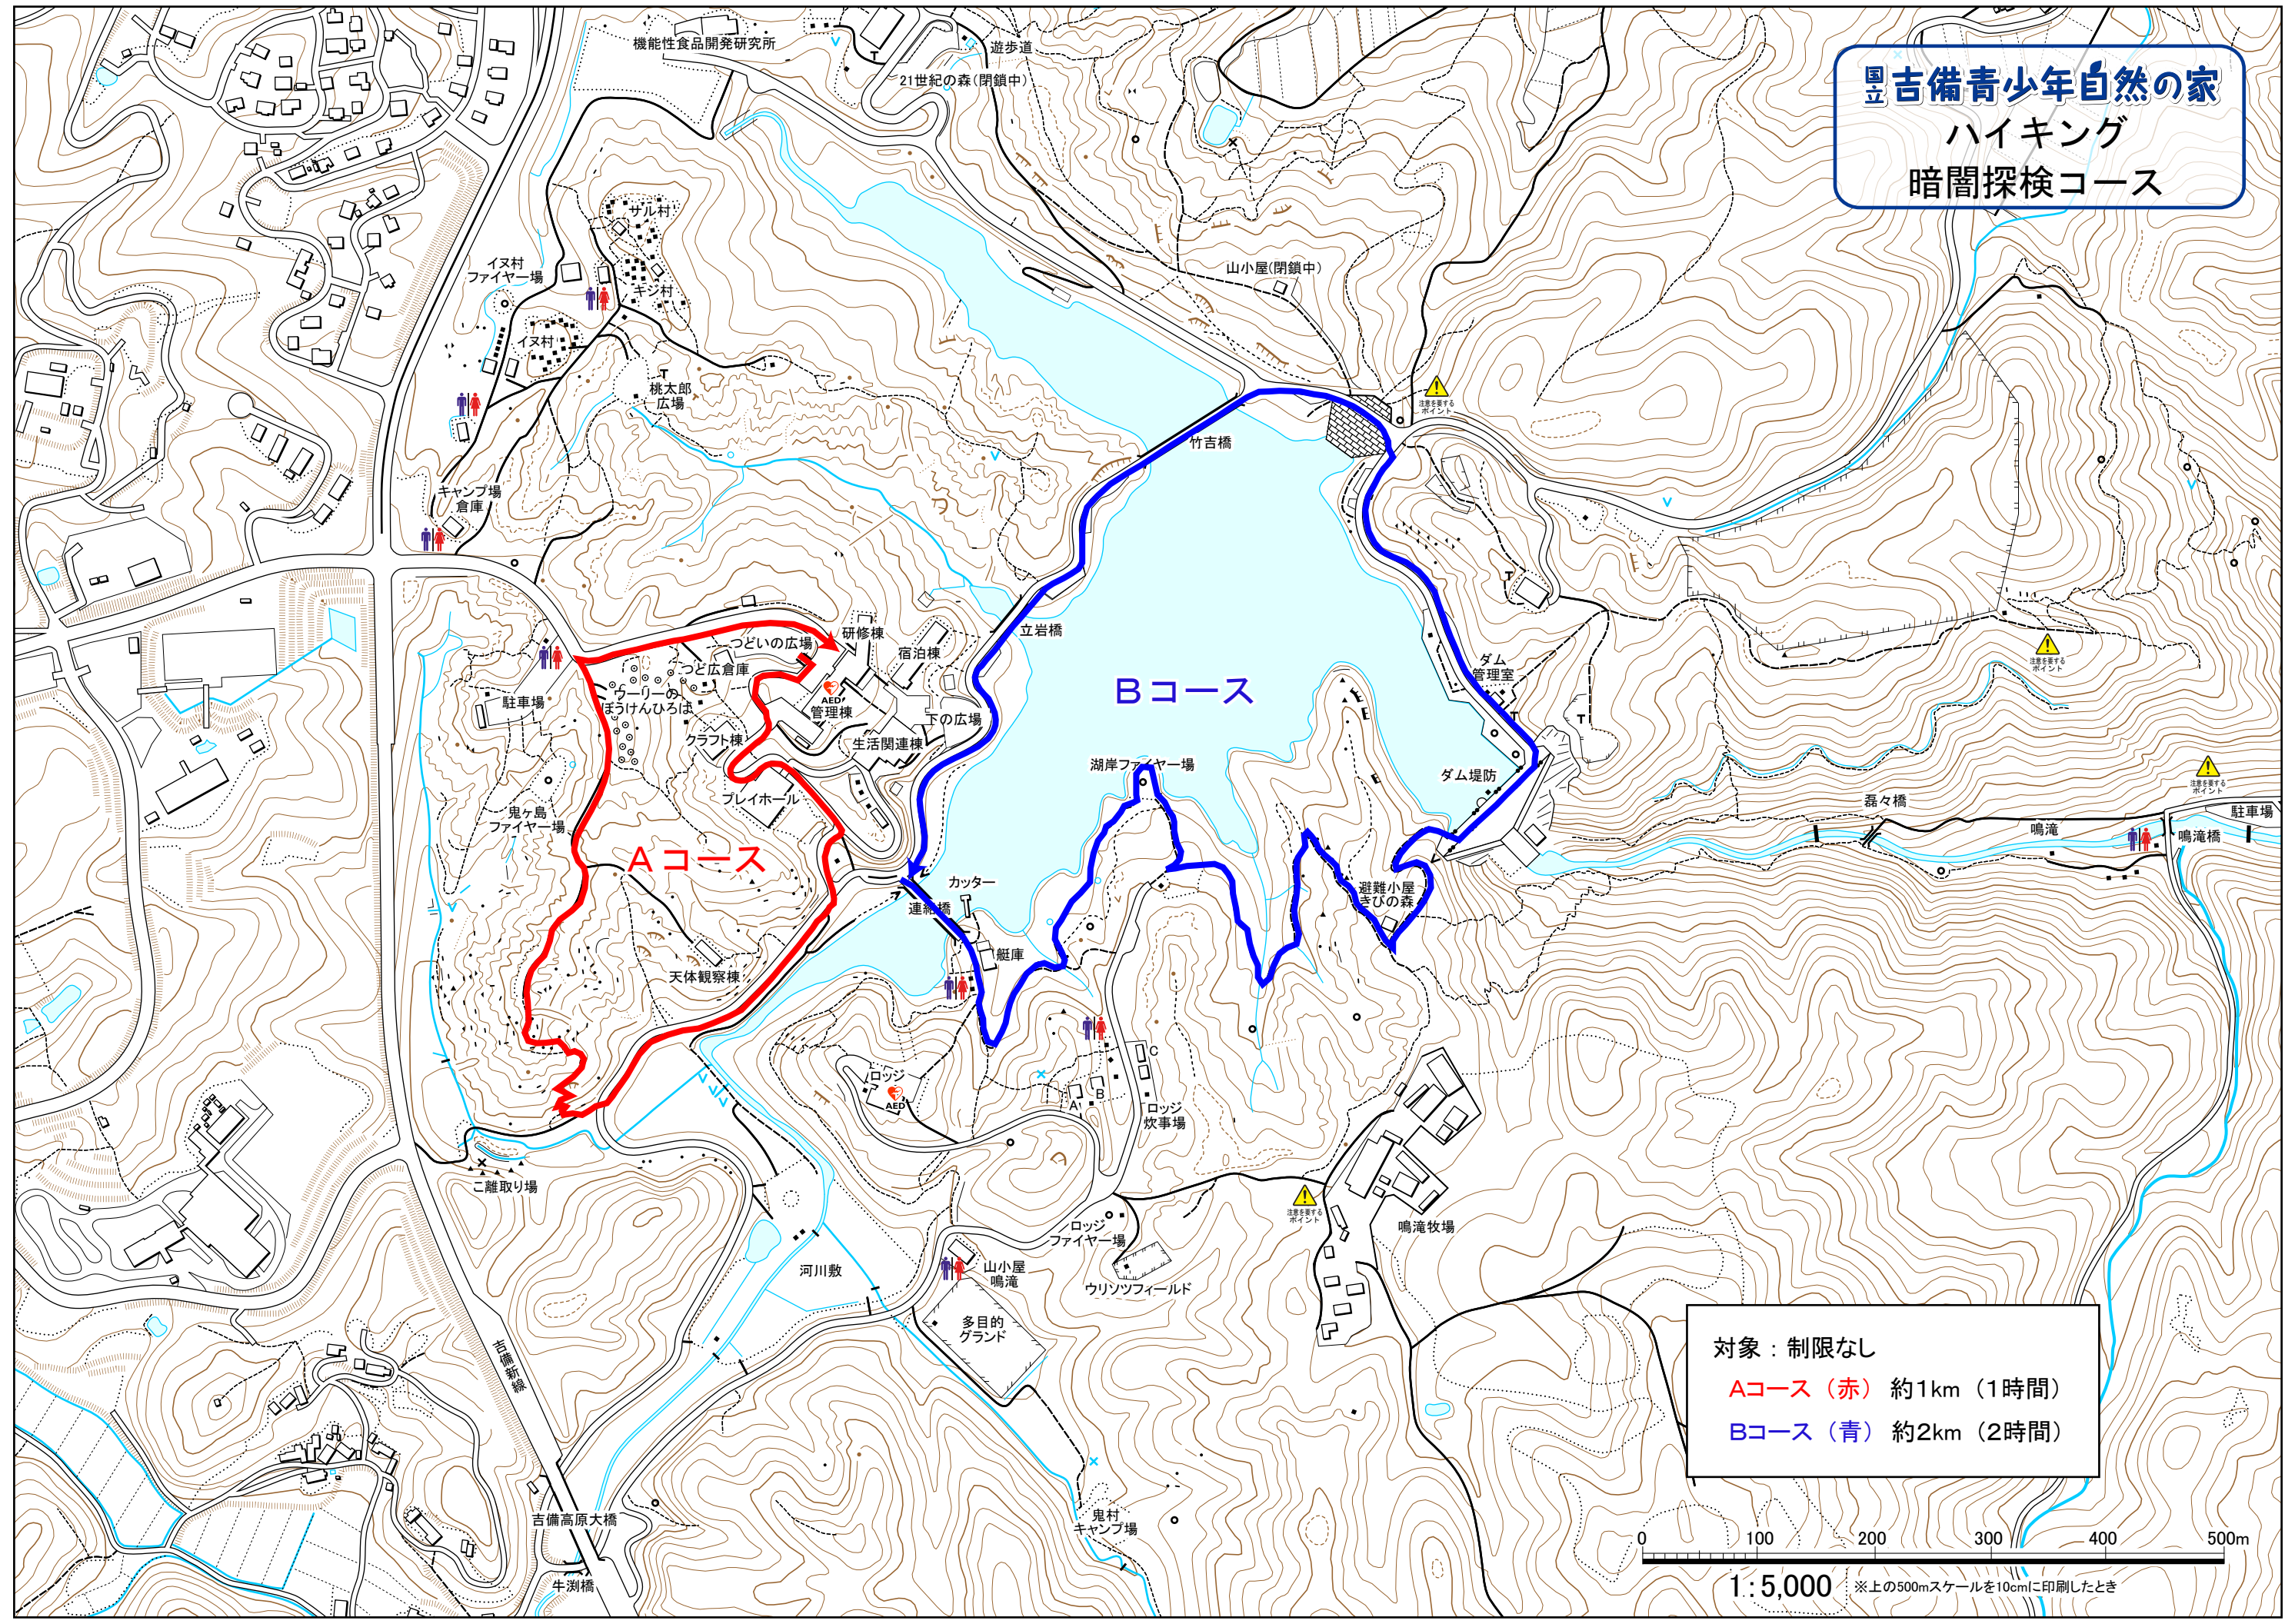 国立吉備青少年自然の家
ハイキング
暗闇探検コース
機能性食品開発研究所
遊歩道
21世紀の森(閉鎖中)
サル村
イヌ村
ファイヤー場
キジ村
山小屋(閉鎖中)
イヌ村
桃太郎
広場
注意を要する
ポイント
竹吉橋
キャンプ場
倉庫
立岩橋
つどいの広場
研修棟
宿泊棟
つど広倉庫
ウーリーの
ぼうけんひろば
駐車場
AED
管理棟
下の広場
クラフト棟
生活関連棟
Bコース
ダム
管理室
注意を要する
ポイント
湖岸ファイヤー場
ダム堤防
プレイホール
鬼ヶ島
ファイヤー場
Aコース
注意を要する
ポイント
磊々橋
鳴滝
鳴滝橋
駐車場
カッター
連絡橋
避難小屋
きびの森
艇庫
天体観察棟
ロッジ
AED
A
B
C
ロッジ
炊事場
こ離取り場
注意を要する
ポイント
鳴滝牧場
ロッジ
ファイヤー場
ウリソツフィールド
河川敷
山小屋
鳴滝
多目的
グランド
吉備新線
吉備高原大橋
牛渕橋
鬼村
キャンプ場
対象：制限なし
Aコース（赤）約1km（1時間）
Bコース（青）約2km（2時間）
0 100 200 300 400 500m
1:5,000 ※上の500mスケールを10cmに印刷したとき